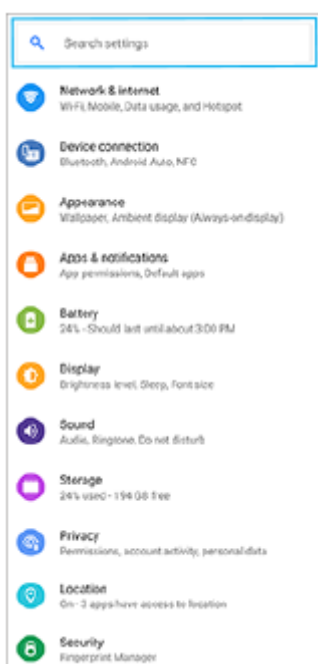 Search settings
Network & internet
Wi-Fi, Mobile, Data usage, and Hotspot
Device connection
Bluetooth, Android Auto, NFC
Appearance
Wallpaper, Ambient display (Always-on display)
Apps & notifications
App permissions, Default apps
Battery
24% - Should last until about 3:00 PM
Display
Brightness level, Sleep, Font size
Sound
Audio, Ringtone, Do not disturb
Storage
24% used - 194 GB free
Privacy
Permissions, account activity, personal data
Location
On - 3 apps have access to location
Security
Fingerprint Manager